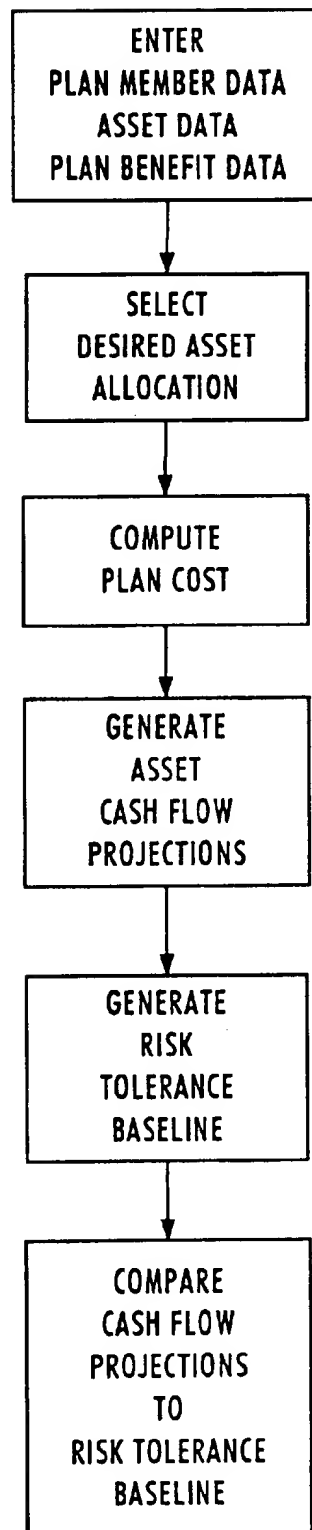 ENTER
PLAN MEMBER DATA
ASSET DATA
PLAN BENEFIT DATA
SELECT
DESIRED ASSET
ALLOCATION
COMPUTE
PLAN COST
GENERATE
ASSET
CASH FLOW
PROJECTIONS
GENERATE
RISK
TOLERANCE
BASELINE
COMPARE
CASH FLOW
PROJECTIONS
TO
RISK TOLERANCE
BASELINE